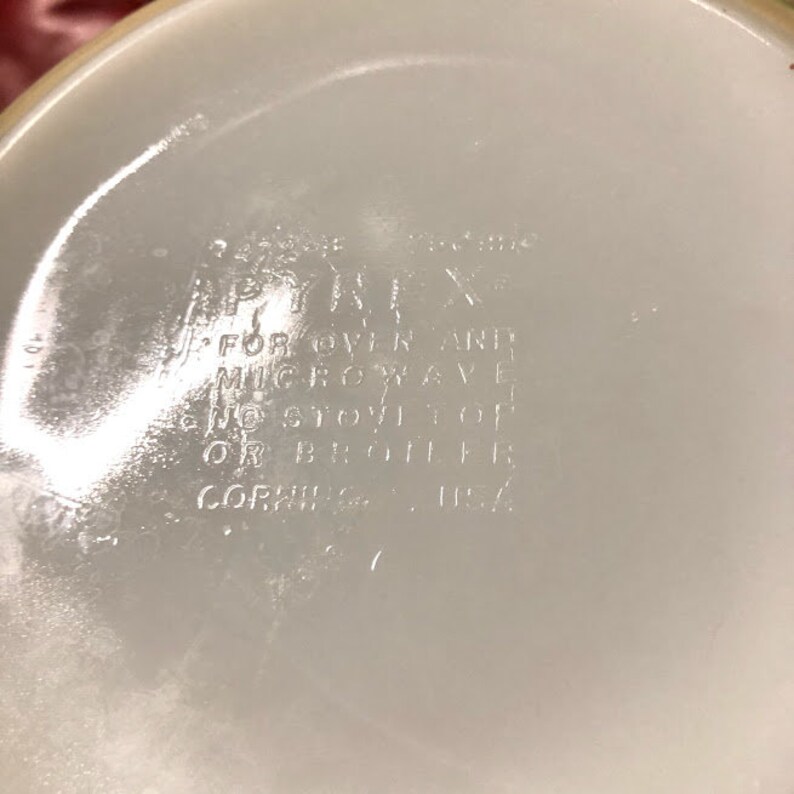 PYREX®
FOR OVEN AND
MICROWAVE
NO STOVETOP
OR BROILER
CORNING USA